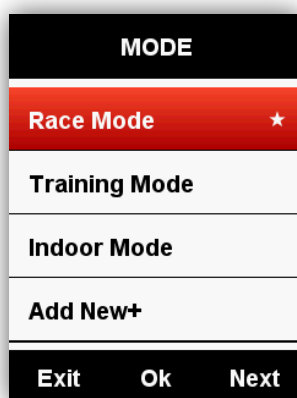 MODE
Race Mode ★
Training Mode
Indoor Mode
Add New+
Exit Ok Next